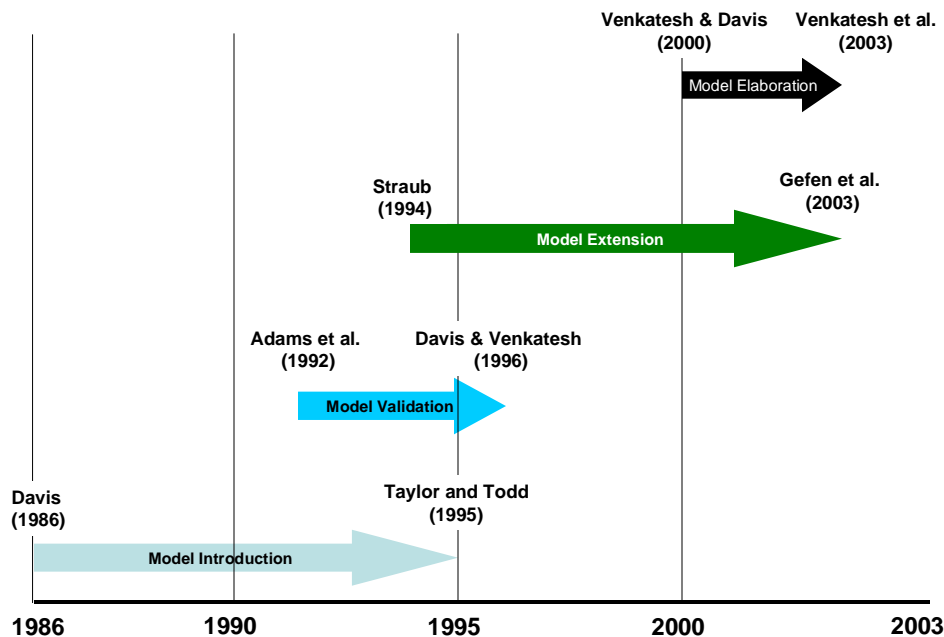 Venkatesh & Davis
(2000)
Venkatesh et al.
(2003)
Model Elaboration
Straub
(1994)
Gefen et al.
(2003)
Model Extension
Adams et al.
(1992)
Davis & Venkatesh
(1996)
Model Validation
Davis
(1986)
Taylor and Todd
(1995)
Model Introduction
1986 1990 1995 2000 2003